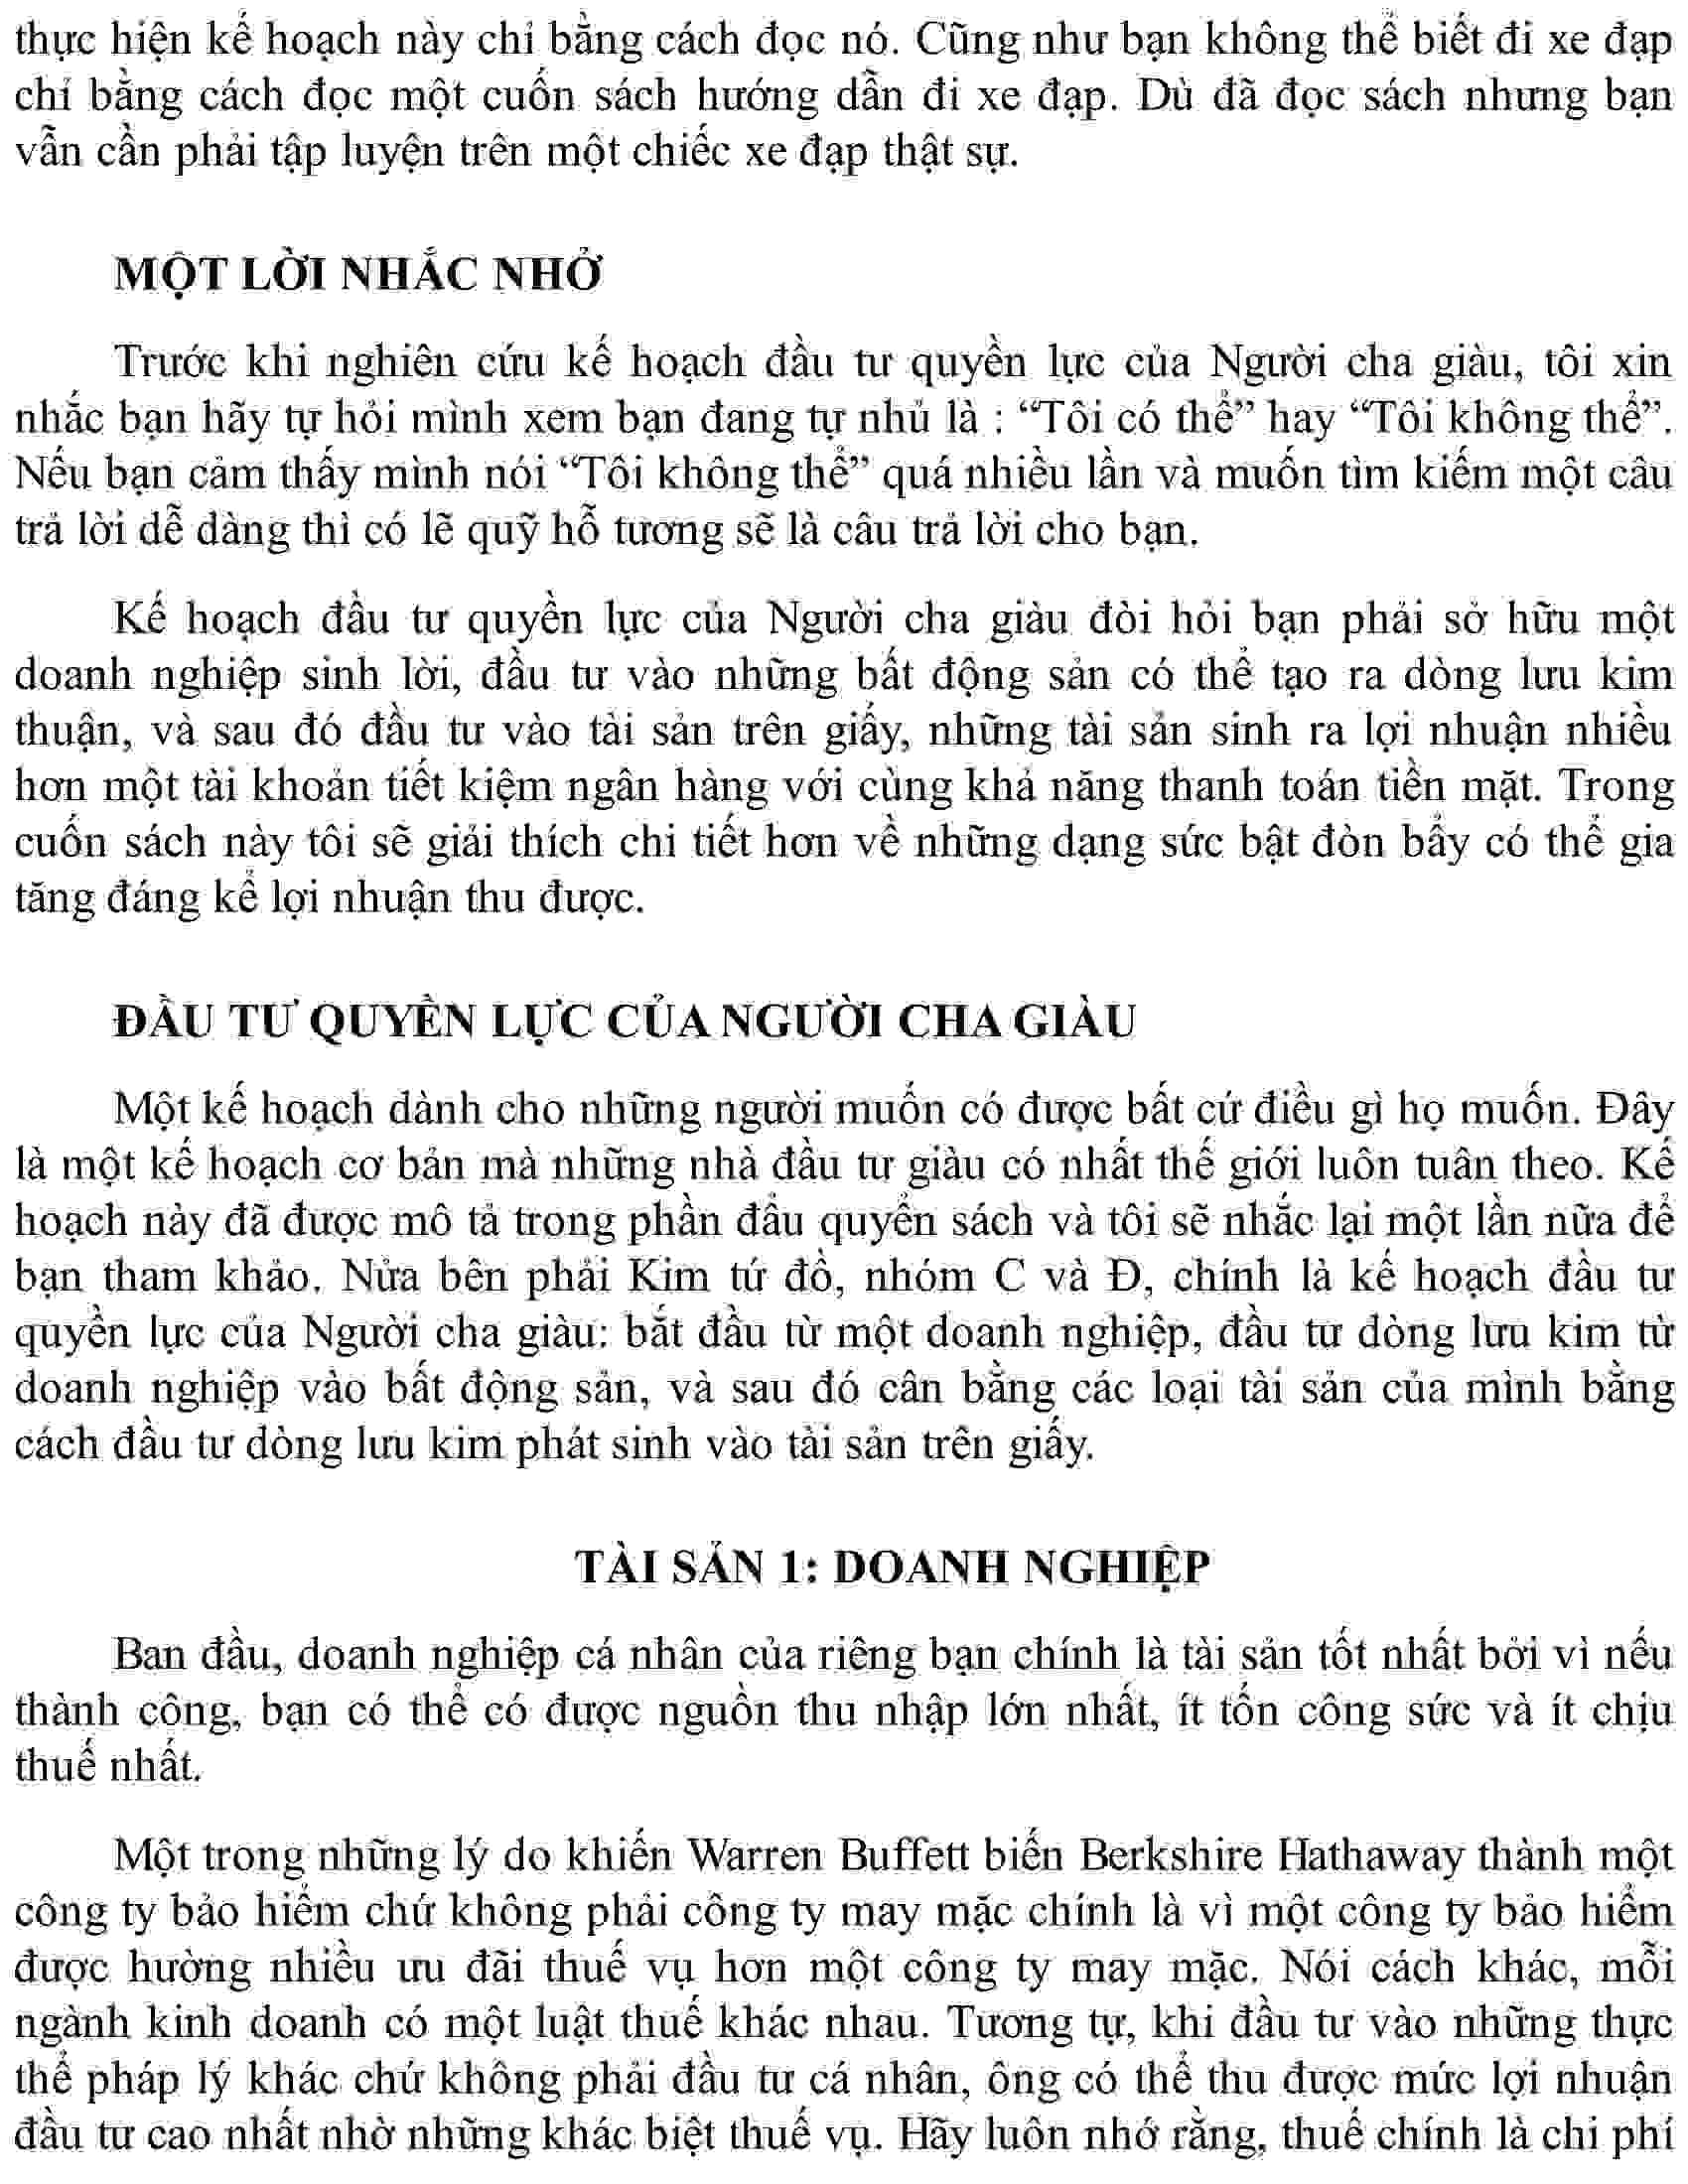 thực hiện kế hoạch này chỉ bằng cách đọc nó. Cũng như bạn không thể biết đi xe đạp
chỉ bằng cách đọc một cuốn sách hướng dẫn đi xe đạp. Dù đã đọc sách nhưng bạn
vẫn cần phải tập luyện trên một chiếc xe đạp thật sự.
MỘT LỜI NHẮC NHỞ
Trước khi nghiên cứu kế hoạch đầu tư quyền lực của Người cha giàu, tôi xin
nhắc bạn hãy tự hỏi mình xem bạn đang tự nhủ là : “Tôi có thể” hay “Tôi không thể”.
Nếu bạn cảm thấy mình nói “Tôi không thể” quá nhiều lần và muốn tìm kiếm một câu
trả lời dễ dàng thì có lẽ quỹ hỗ tương sẽ là câu trả lời cho bạn.
Kế hoạch đầu tư quyền lực của Người cha giàu đòi hỏi bạn phải sở hữu một
doanh nghiệp sinh lời, đầu tư vào những bất động sản có thể tạo ra dòng lưu kim
thuận, và sau đó đầu tư vào tài sản trên giấy, những tài sản sinh ra lợi nhuận nhiều
hơn một tài khoản tiết kiệm ngân hàng với cùng khả năng thanh toán tiền mặt. Trong
cuốn sách này tôi sẽ giải thích chi tiết hơn về những dạng sức bật đòn bẩy có thể gia
tăng đáng kể lợi nhuận thu được.
ĐẦU TƯ QUYỀN LỰC CỦA NGƯỜI CHA GIÀU
Một kế hoạch dành cho những người muốn có được bất cứ điều gì họ muốn. Đây
là một kế hoạch cơ bản mà những nhà đầu tư giàu có nhất thế giới luôn tuân theo. Kế
hoạch này đã được mô tả trong phần đầu quyển sách và tôi sẽ nhắc lại một lần nữa để
bạn tham khảo. Nửa bên phải Kim tứ đồ, nhóm C và Đ, chính là kế hoạch đầu tư
quyền lực của Người cha giàu: bắt đầu từ một doanh nghiệp, đầu tư dòng lưu kim từ
doanh nghiệp vào bất động sản, và sau đó cân bằng các loại tài sản của mình bằng
cách đầu tư dòng lưu kim phát sinh vào tài sản trên giấy.
TÀI SẢN 1: DOANH NGHIỆP
Ban đầu, doanh nghiệp cá nhân của riêng bạn chính là tài sản tốt nhất bởi vì nếu
thành công, bạn có thể có được nguồn thu nhập lớn nhất, ít tốn công sức và ít chịu
thuế nhất.
Một trong những lý do khiến Warren Buffett biến Berkshire Hathaway thành một
công ty bảo hiểm chứ không phải công ty may mặc chính là vì một công ty bảo hiểm
được hưởng nhiều ưu đãi thuế vụ hơn một công ty may mặc. Nói cách khác, mỗi
ngành kinh doanh có một luật thuế khác nhau. Tương tự, khi đầu tư vào những thực
thể pháp lý khác chứ không phải đầu tư cá nhân, ông có thể thu được mức lợi nhuận
đầu tư cao nhất nhờ những khác biệt thuế vụ. Hãy luôn nhớ rằng, thuế chính là chi phí